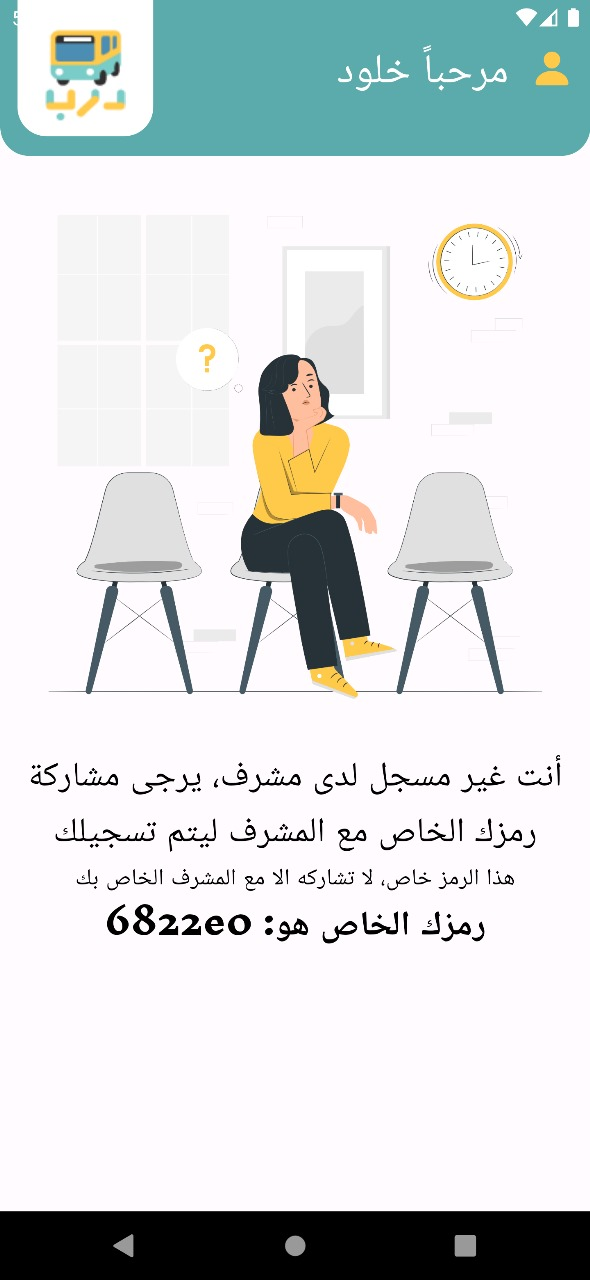 مرحباً خلود
درب
?
أنت غير مسجل لدى مشرف، يرجى مشاركة
رمزك الخاص مع المشرف ليتم تسجيلك
هذا الرمز خاص، لا تشاركه الا مع المشرف الخاص بك
رمزك الخاص هو: 6822e0